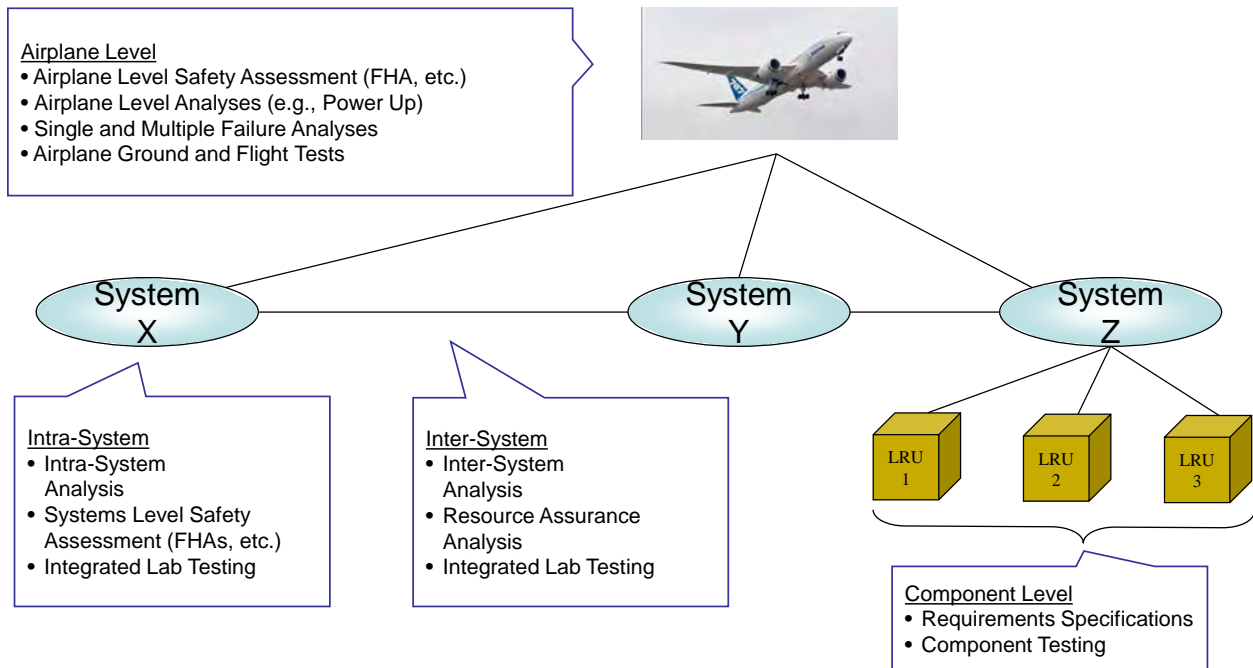 Airplane Level
• Airplane Level Safety Assessment (FHA, etc.)
• Airplane Level Analyses (e.g., Power Up)
• Single and Multiple Failure Analyses
• Airplane Ground and Flight Tests
System
X
System
Y
System
Z
Intra-System
• Intra-System
Analysis
• Systems Level Safety
Assessment (FHAs, etc.)
• Integrated Lab Testing
Inter-System
• Inter-System
Analysis
• Resource Assurance
Analysis
• Integrated Lab Testing
LRU
1
LRU
2
LRU
3
Component Level
• Requirements Specifications
• Component Testing